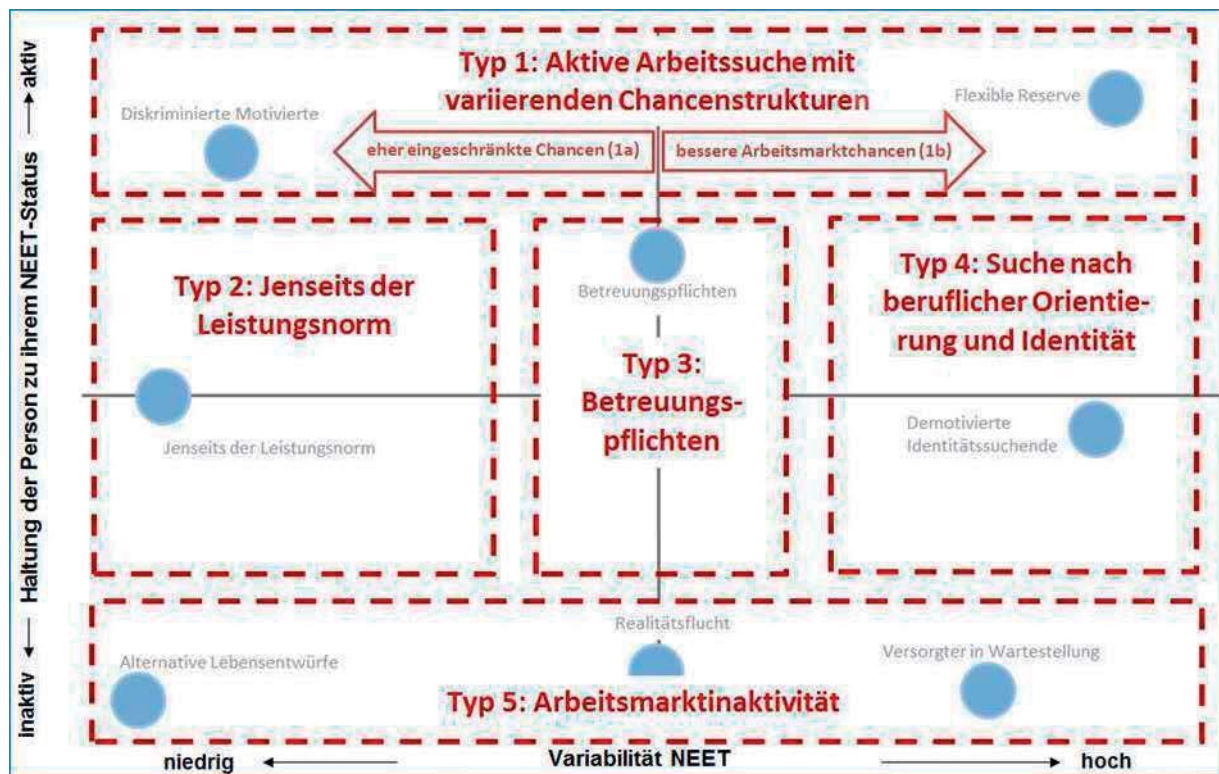 Typ 1: Aktive Arbeitssuche mit
variierenden Chancenstrukturen
Diskriminierte Motivierte
Flexible Reserve
eher eingeschränkte Chancen (1a)
bessere Arbeitsmarktchancen (1b)
Typ 2: Jenseits der
Leistungsnorm
Jenseits der Leistungsnorm
Betreuungspflichten
Typ 3:
Betreuungs-
pflichten
Typ 4: Suche nach
beruflicher Orientie-
rung und Identität
Demotivierte
Identitätssuchende
Realitätsflucht
Alternative Lebensentwürfe
Versorgter in Wartestellung
Typ 5: Arbeitsmarktinaktivität
inaktiv ← Haltung der Person zu ihrem NEET-Status → aktiv
niedrig ← Variabilität NEET → hoch